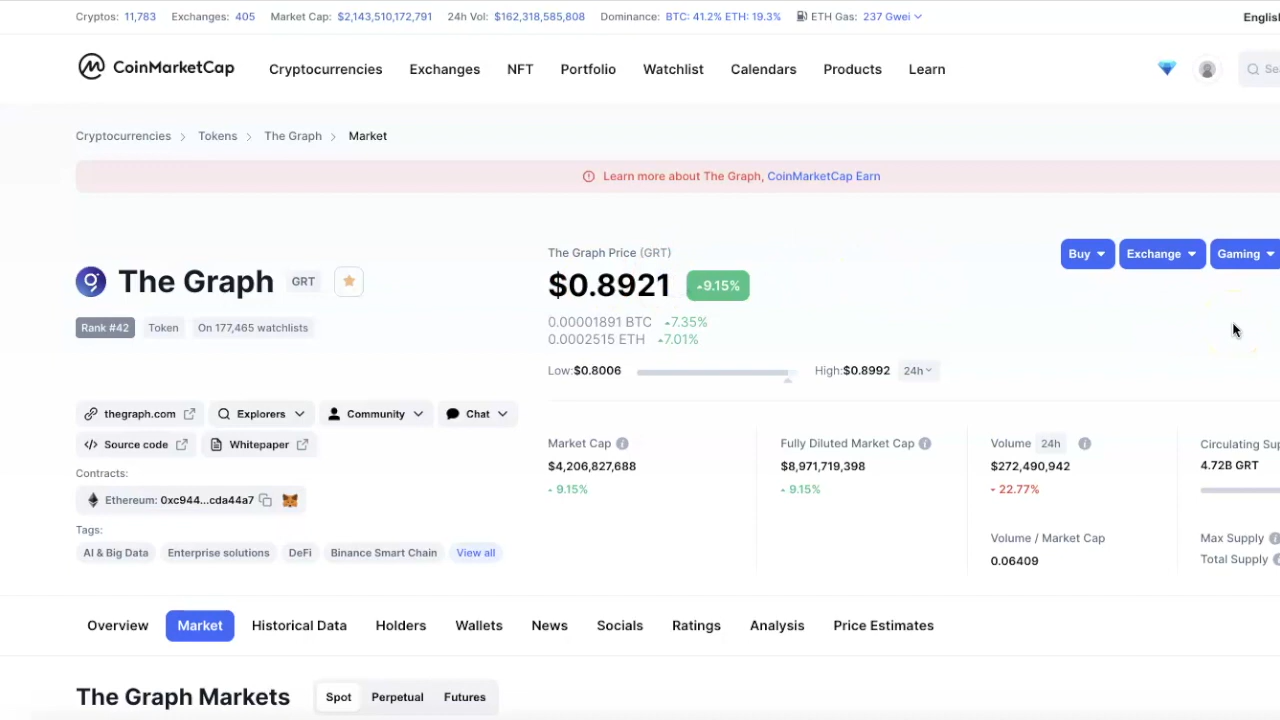 Cryptos: 11,783 Exchanges: 405 Market Cap: $2,143,510,172,791 24h Vol: $162,318,585,808 Dominance: BTC: 41.2% ETH: 19.3% ETH Gas: 237 Gwei English
CoinMarketCap Cryptocurrencies Exchanges NFT Portfolio Watchlist Calendars Products Learn
Cryptocurrencies Tokens The Graph Market
Learn more about The Graph, CoinMarketCap Earn
The Graph Price (GRT)
Buy Exchange Gaming
The Graph GRT
$0.8921 9.15%
Rank #42 Token On 177,465 watchlists
0.00001891 BTC 7.35%
0.0002515 ETH 7.01%
Low:$0.8006 High:$0.8992 24h
thegraph.com Explorers Community Chat
Source code Whitepaper
Contracts:
Ethereum: 0xc944...cda44a7
Tags:
AI & Big Data Enterprise solutions DeFi Binance Smart Chain View all
Market Cap
$4,206,827,688
9.15%
Fully Diluted Market Cap
$8,971,719,398
9.15%
Volume 24h
$272,490,942
22.77%
Volume / Market Cap
0.06409
Circulating Sup
4.72B GRT
Max Supply
Total Supply
Overview Market Historical Data Holders Wallets News Socials Ratings Analysis Price Estimates
The Graph Markets Spot Perpetual Futures